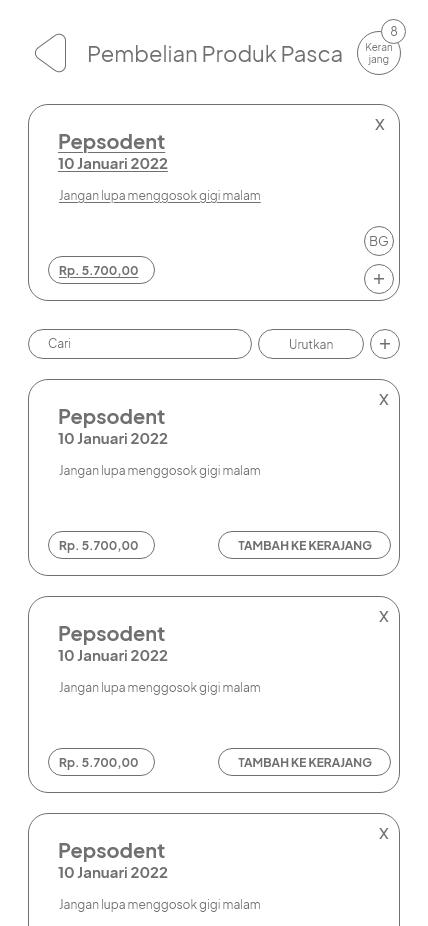 Pembelian Produk Pasca
8
Keran
jang
X
Pepsodent
10 Januari 2022
Jangan lupa menggosok gigi malam
BG
Rp. 5.700,00
+
Cari
Urutkan
+
X
Pepsodent
10 Januari 2022
Jangan lupa menggosok gigi malam
Rp. 5.700,00
TAMBAH KE KERAJANG
X
Pepsodent
10 Januari 2022
Jangan lupa menggosok gigi malam
Rp. 5.700,00
TAMBAH KE KERAJANG
X
Pepsodent
10 Januari 2022
Jangan lupa menggosok gigi malam